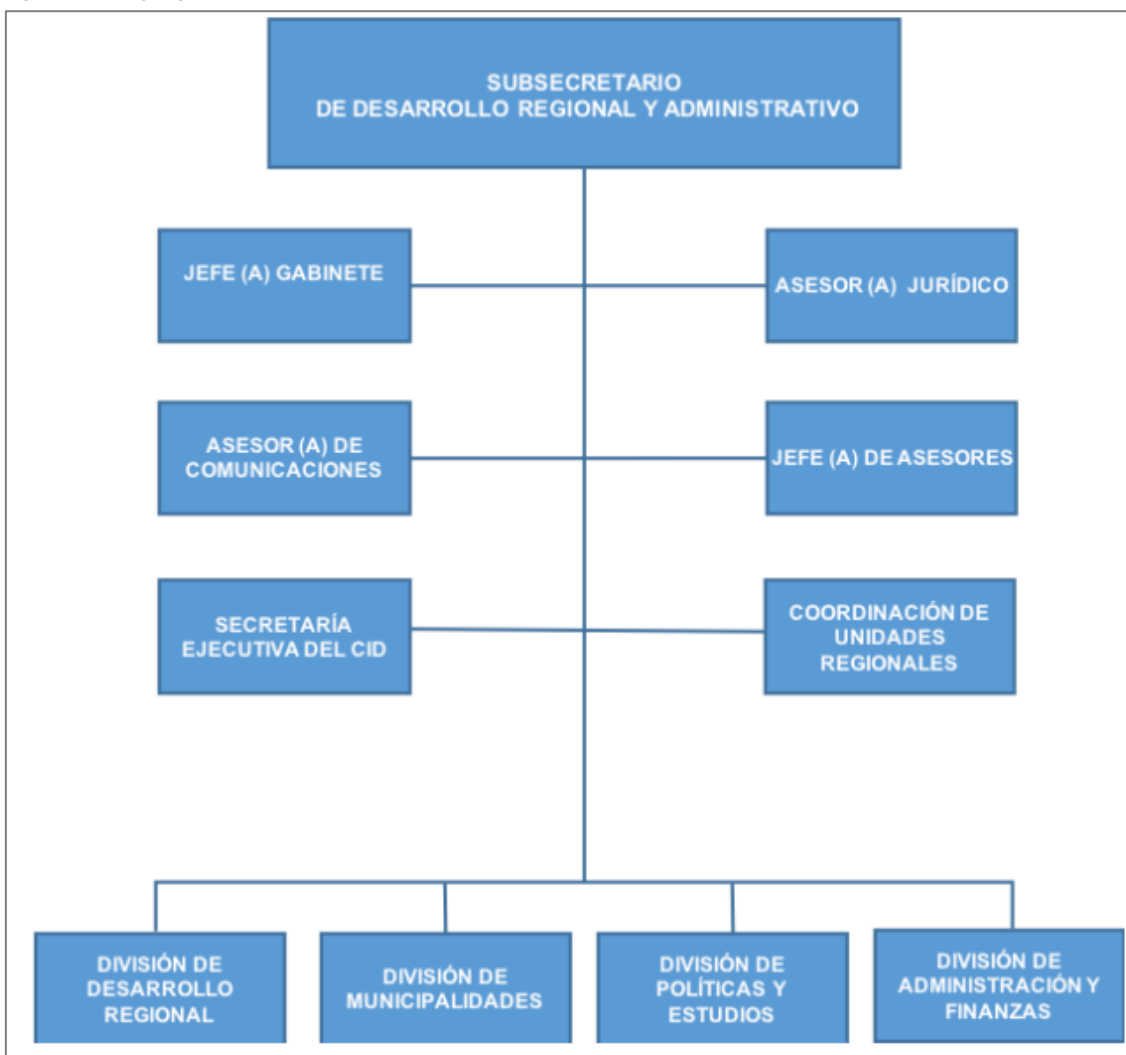 SUBSECRETARIO
DE DESARROLLO REGIONAL Y ADMINISTRATIVO
JEFE (A) GABINETE
ASESOR (A) JURÍDICO
ASESOR (A) DE
COMUNICACIONES
JEFE (A) DE ASESORES
SECRETARÍA
EJECUTIVA DEL CID
COORDINACIÓN DE
UNIDADES
REGIONALES
DIVISIÓN DE
DESARROLLO
REGIONAL
DIVISIÓN DE
MUNICIPALIDADES
DIVISIÓN DE
POLÍTICAS Y
ESTUDIOS
DIVISIÓN DE
ADMINISTRACIÓN Y
FINANZAS